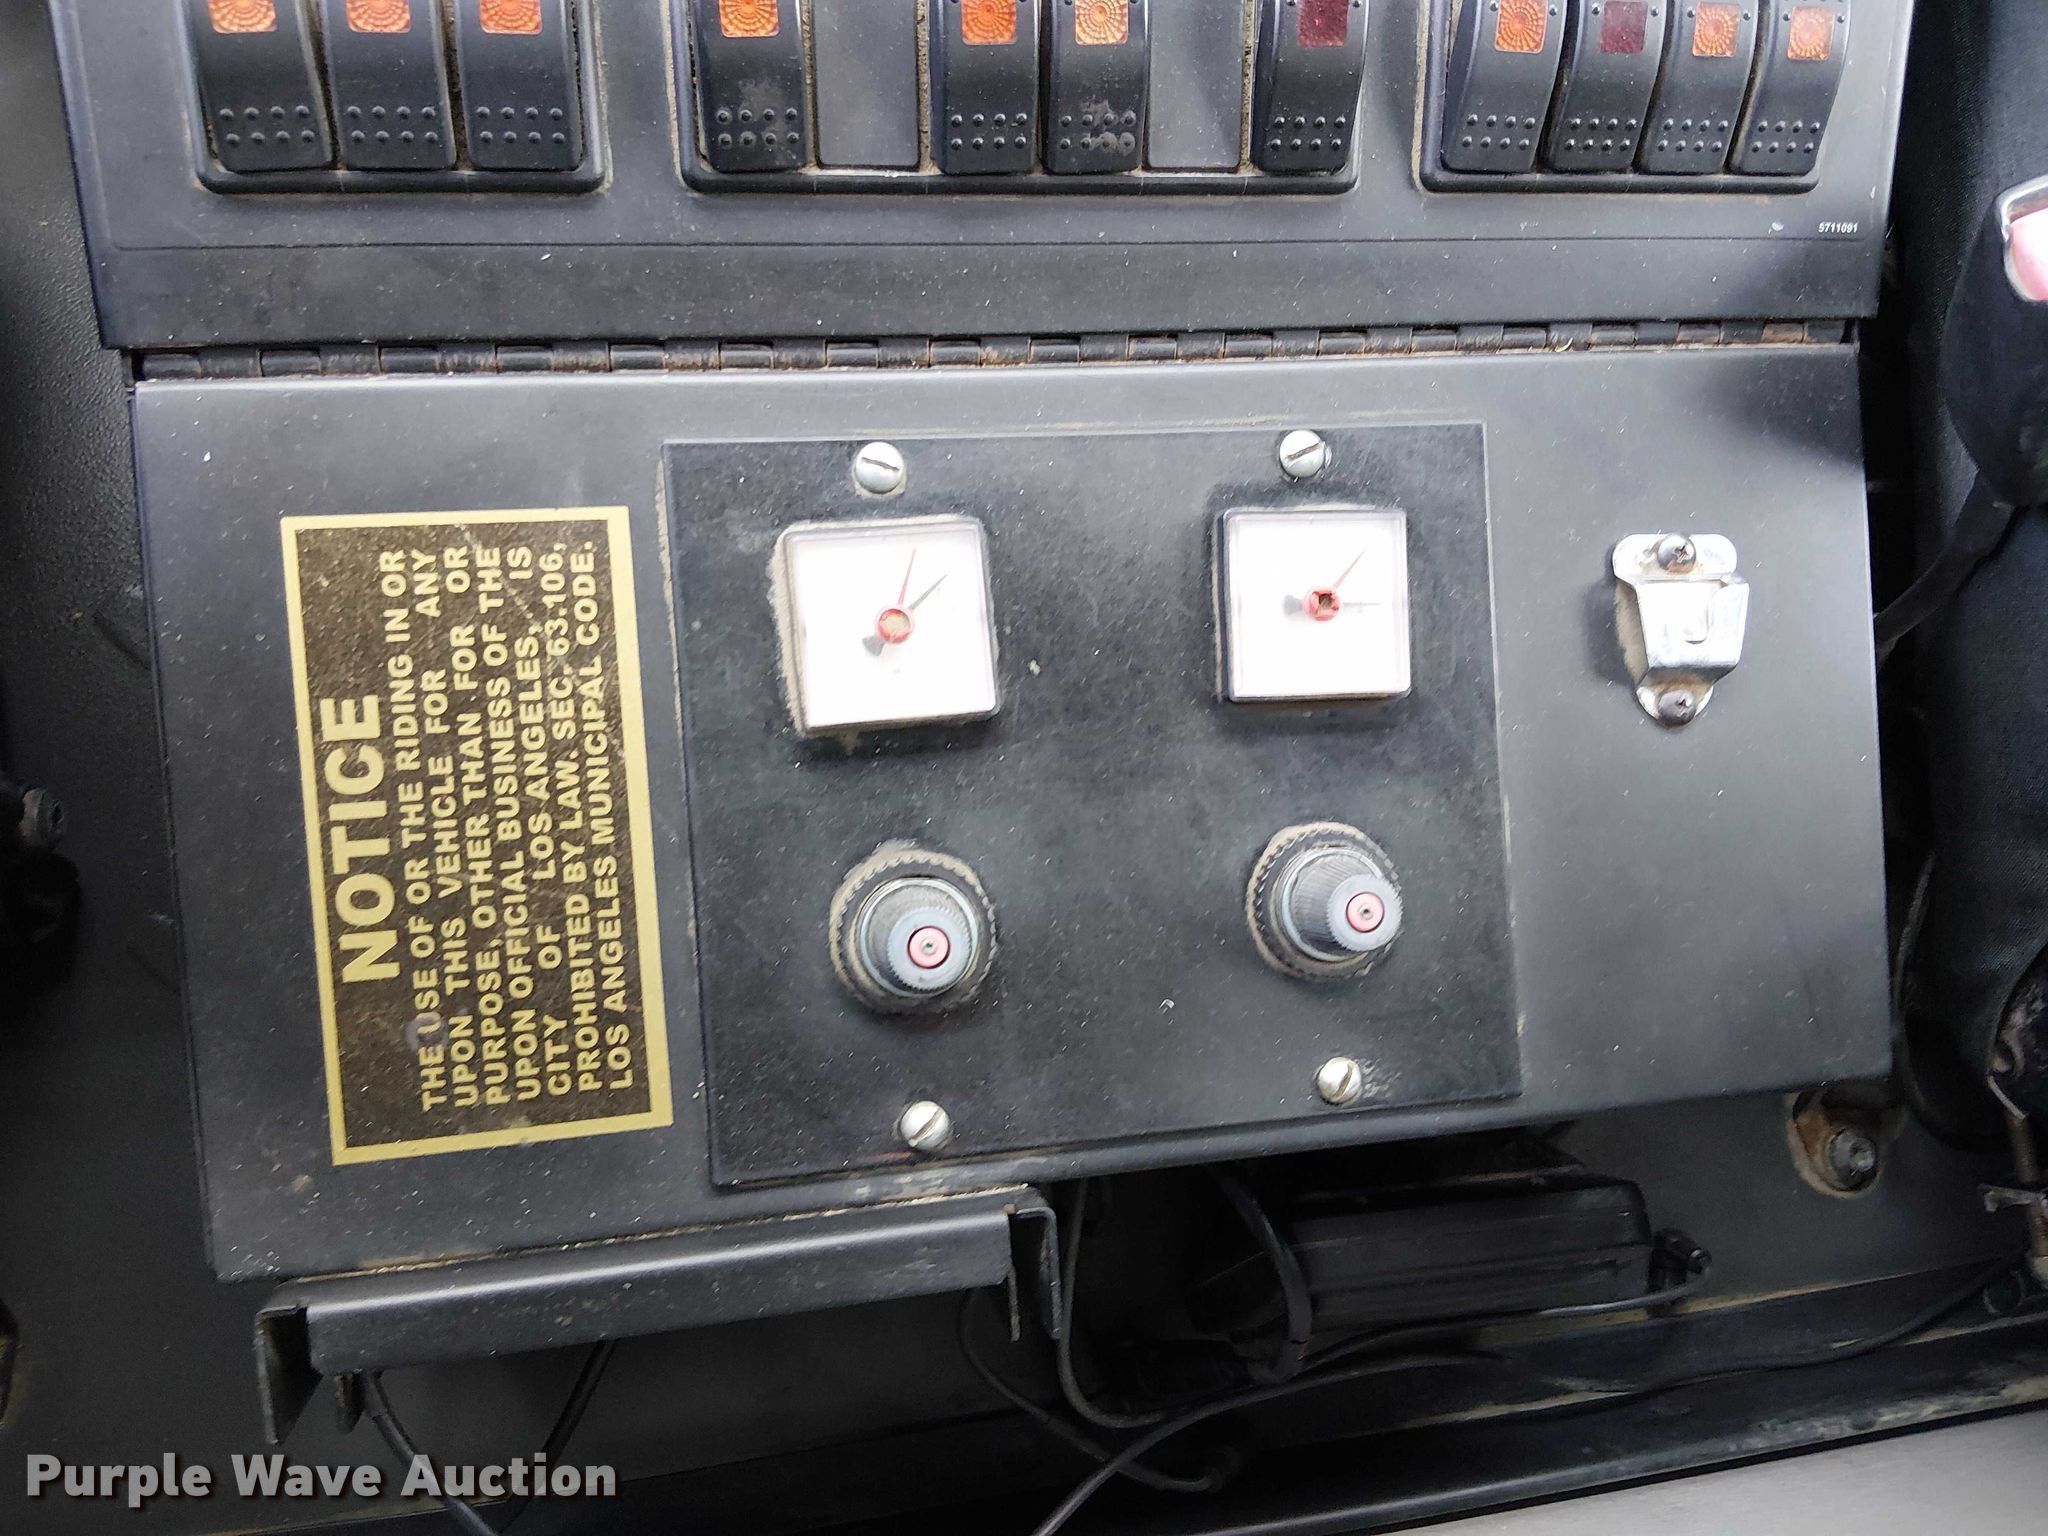 5711091
NOTICE
THE USE OF OR THE RIDING IN OR
UPON THIS VEHICLE FOR ANY
PURPOSE, OTHER THAN FOR OR
UPON OFFICIAL BUSINESS OF THE
CITY OF LOS ANGELES, IS
PROHIBITED BY LAW. SEC. 63.106,
LOS ANGELES MUNICIPAL CODE.
Purple Wave Auction